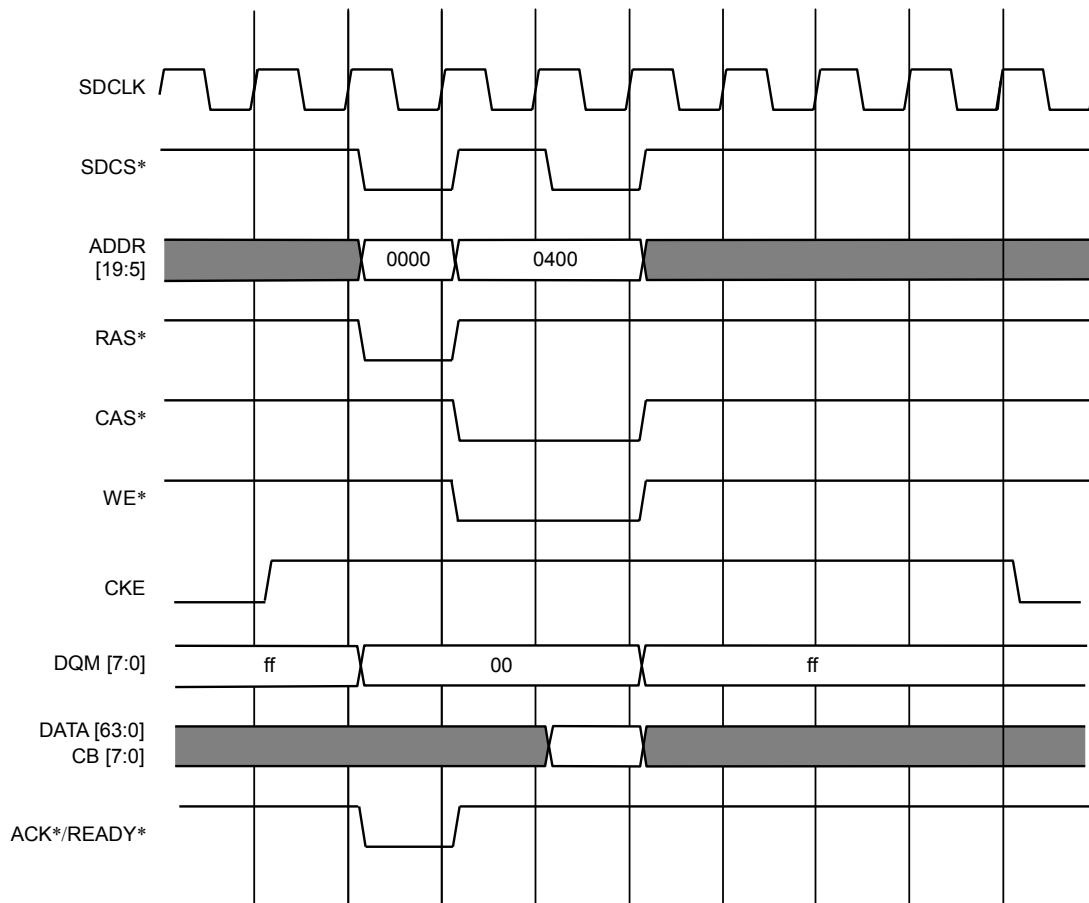 SDCLK
SDCS*
ADDR
[19:5]
0000 0400
RAS*
CAS*
WE*
CKE
DQM [7:0]
ff 00 ff
DATA [63:0]
CB [7:0]
ACK*/READY*